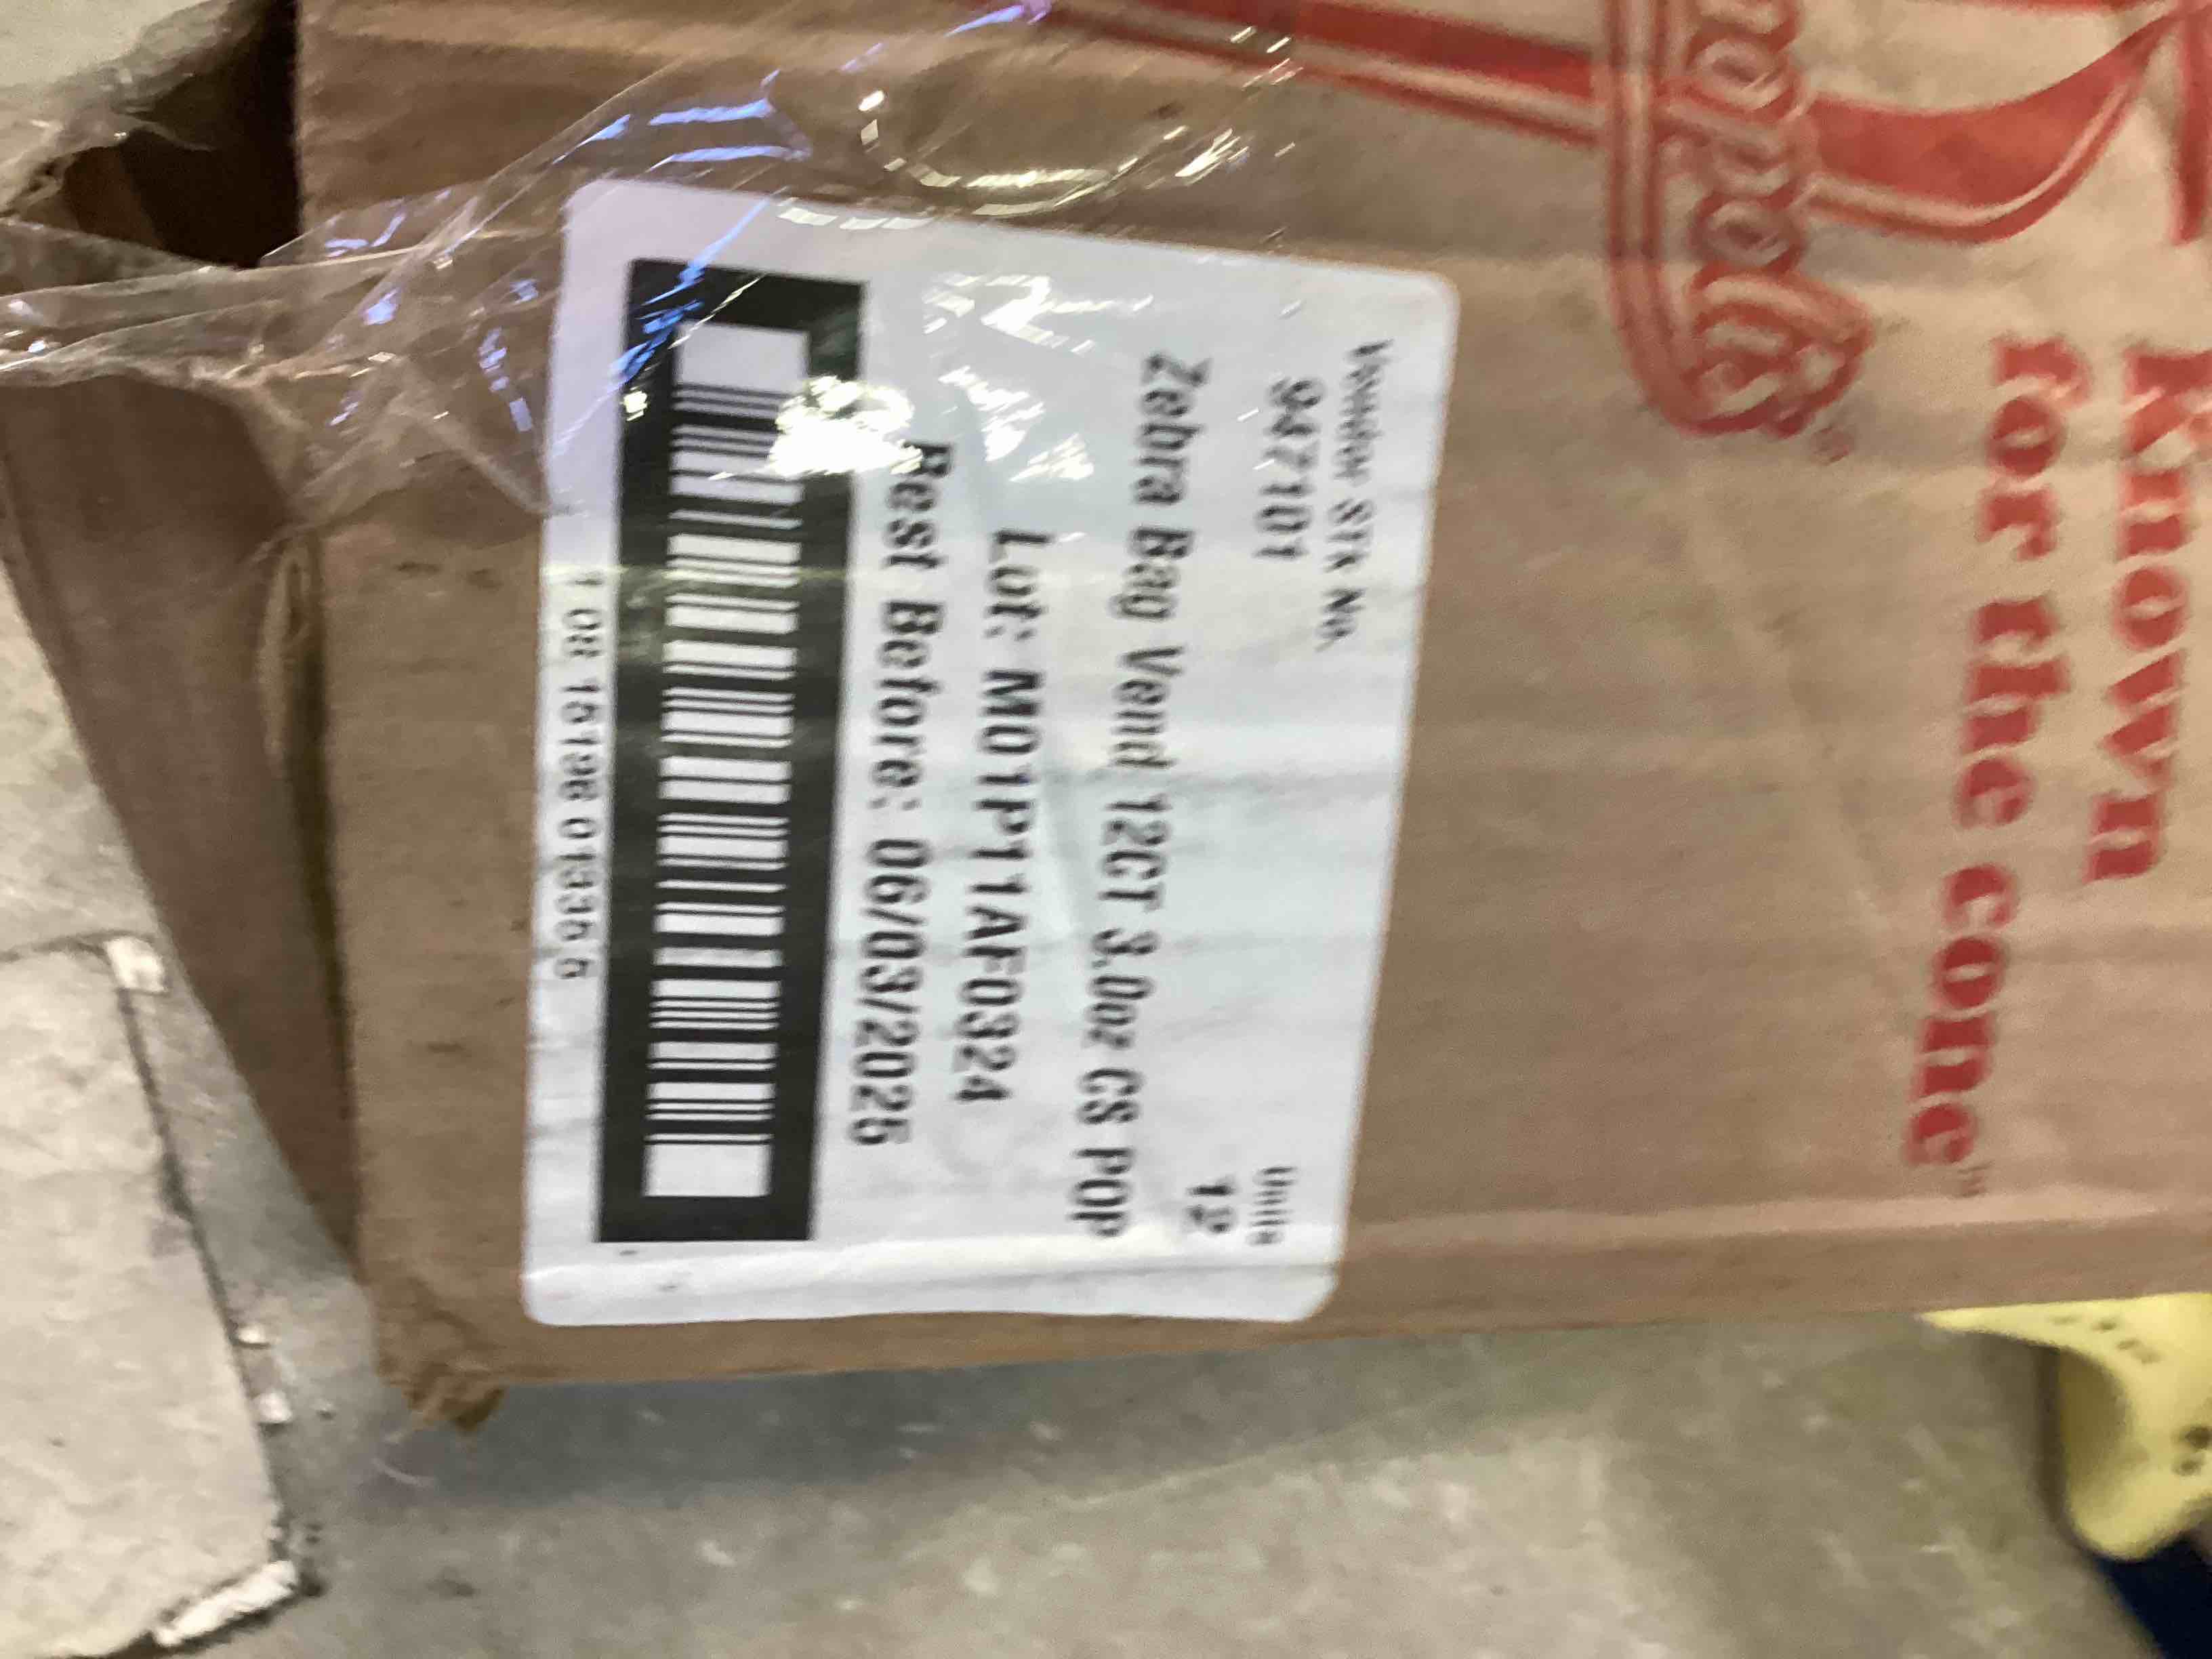 Known
for the cone
Vendor STK No.
947101
Units
12
Zebra Bag Vend 12CT 3.0oz CS POP
Lot: M01P11AF0324
Best Before: 06/03/2025